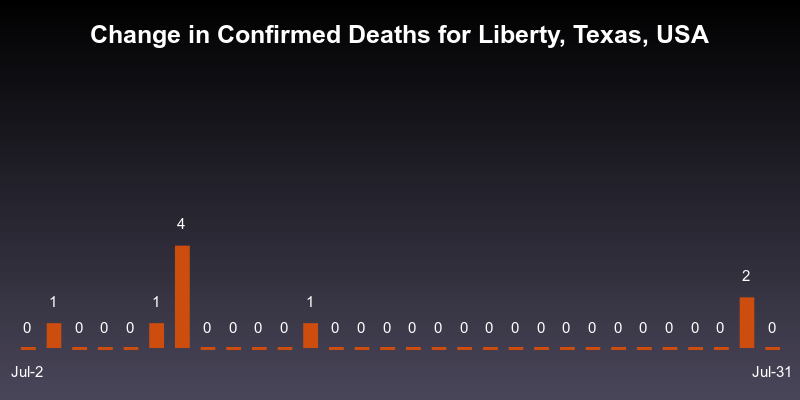 Change in Confirmed Deaths for Liberty, Texas, USA
4
2
1 1 1
0 0 0 0 0 0 0 0 0 0 0 0 0 0 0 0 0 0 0 0 0 0 0 0 0
Jul-2 Jul-31